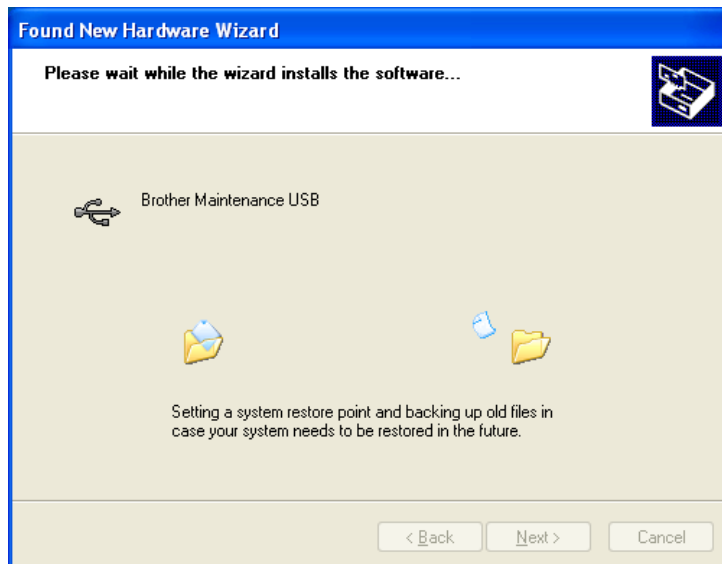 Found New Hardware Wizard
Please wait while the wizard installs the software...
Brother Maintenance USB
Setting a system restore point and backing up old files in
case your system needs to be restored in the future.
< Back
Next >
Cancel